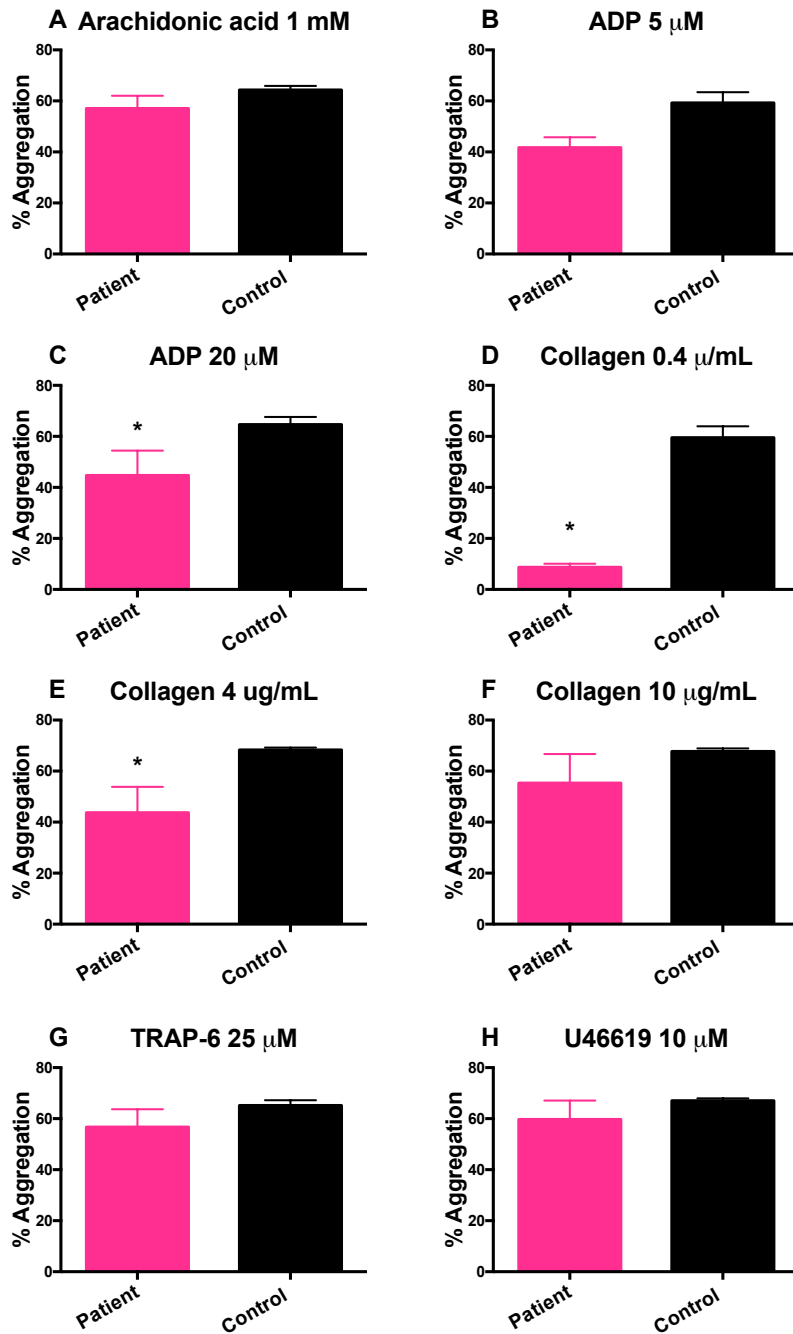 A Arachidonic acid 1 mM
80
60
40
20
0
% Aggregation
Patient
Control
B ADP 5 μM
80
60
40
20
0
% Aggregation
Patient
Control
C ADP 20 μM
80
60
40
20
0
% Aggregation
*
Patient
Control
D Collagen 0.4 μ/mL
80
60
40
20
0
% Aggregation
*
Patient
Control
E Collagen 4 ug/mL
80
60
40
20
0
% Aggregation
*
Patient
Control
F Collagen 10 μg/mL
80
60
40
20
0
% Aggregation
Patient
Control
G TRAP-6 25 μM
80
60
40
20
0
% Aggregation
Patient
Control
H U46619 10 μM
80
60
40
20
0
% Aggregation
Patient
Control